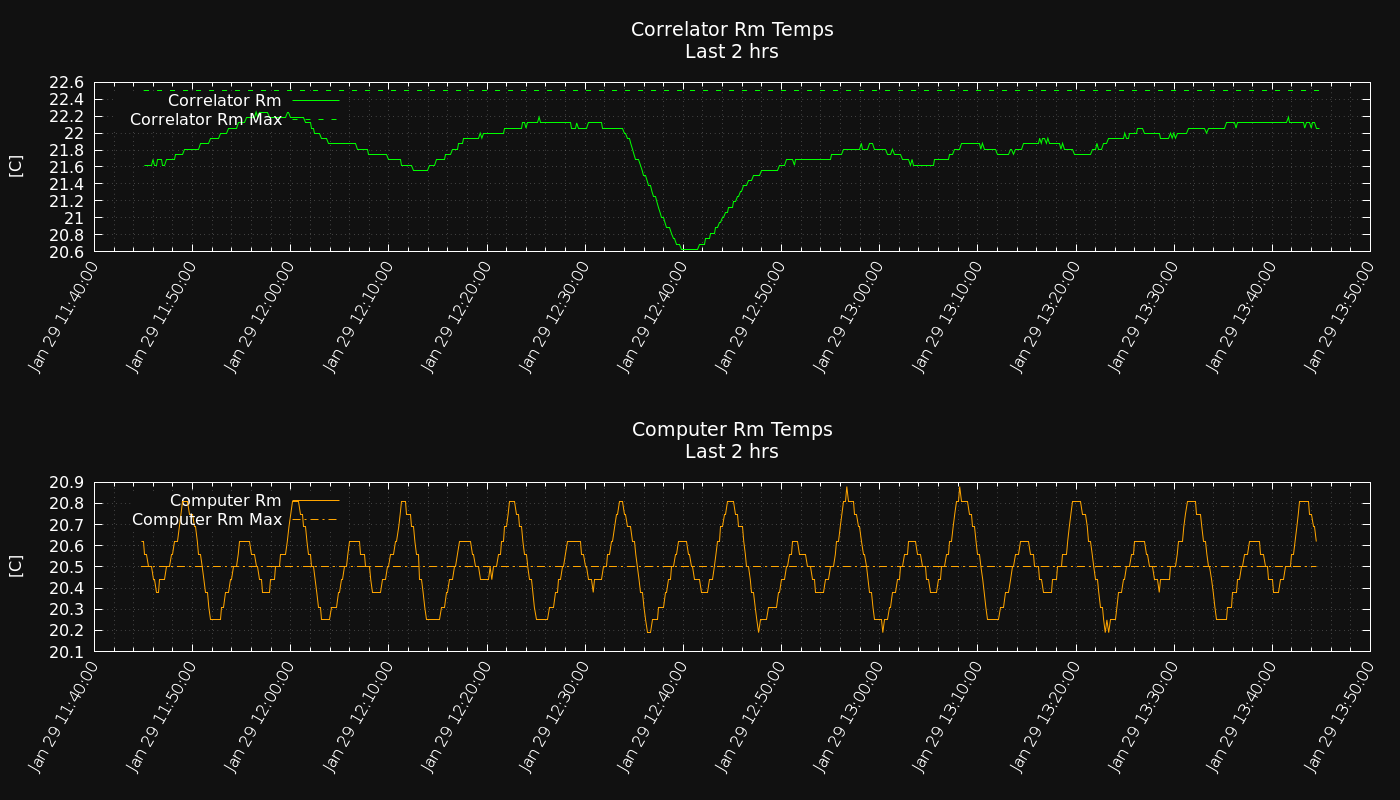 Correlator Rm Temps
Last 2 hrs
[C]
22.6
22.4
22.2
22
21.8
21.6
21.4
21.2
21
20.8
20.6
Correlator Rm
Correlator Rm Max
Jan 29 11:40:00
Jan 29 11:50:00
Jan 29 12:00:00
Jan 29 12:10:00
Jan 29 12:20:00
Jan 29 12:30:00
Jan 29 12:40:00
Jan 29 12:50:00
Jan 29 13:00:00
Jan 29 13:10:00
Jan 29 13:20:00
Jan 29 13:30:00
Jan 29 13:40:00
Jan 29 13:50:00
Computer Rm Temps
Last 2 hrs
[C]
20.9
20.8
20.7
20.6
20.5
20.4
20.3
20.2
20.1
Computer Rm
Computer Rm Max
Jan 29 11:40:00
Jan 29 11:50:00
Jan 29 12:00:00
Jan 29 12:10:00
Jan 29 12:20:00
Jan 29 12:30:00
Jan 29 12:40:00
Jan 29 12:50:00
Jan 29 13:00:00
Jan 29 13:10:00
Jan 29 13:20:00
Jan 29 13:30:00
Jan 29 13:40:00
Jan 29 13:50:00